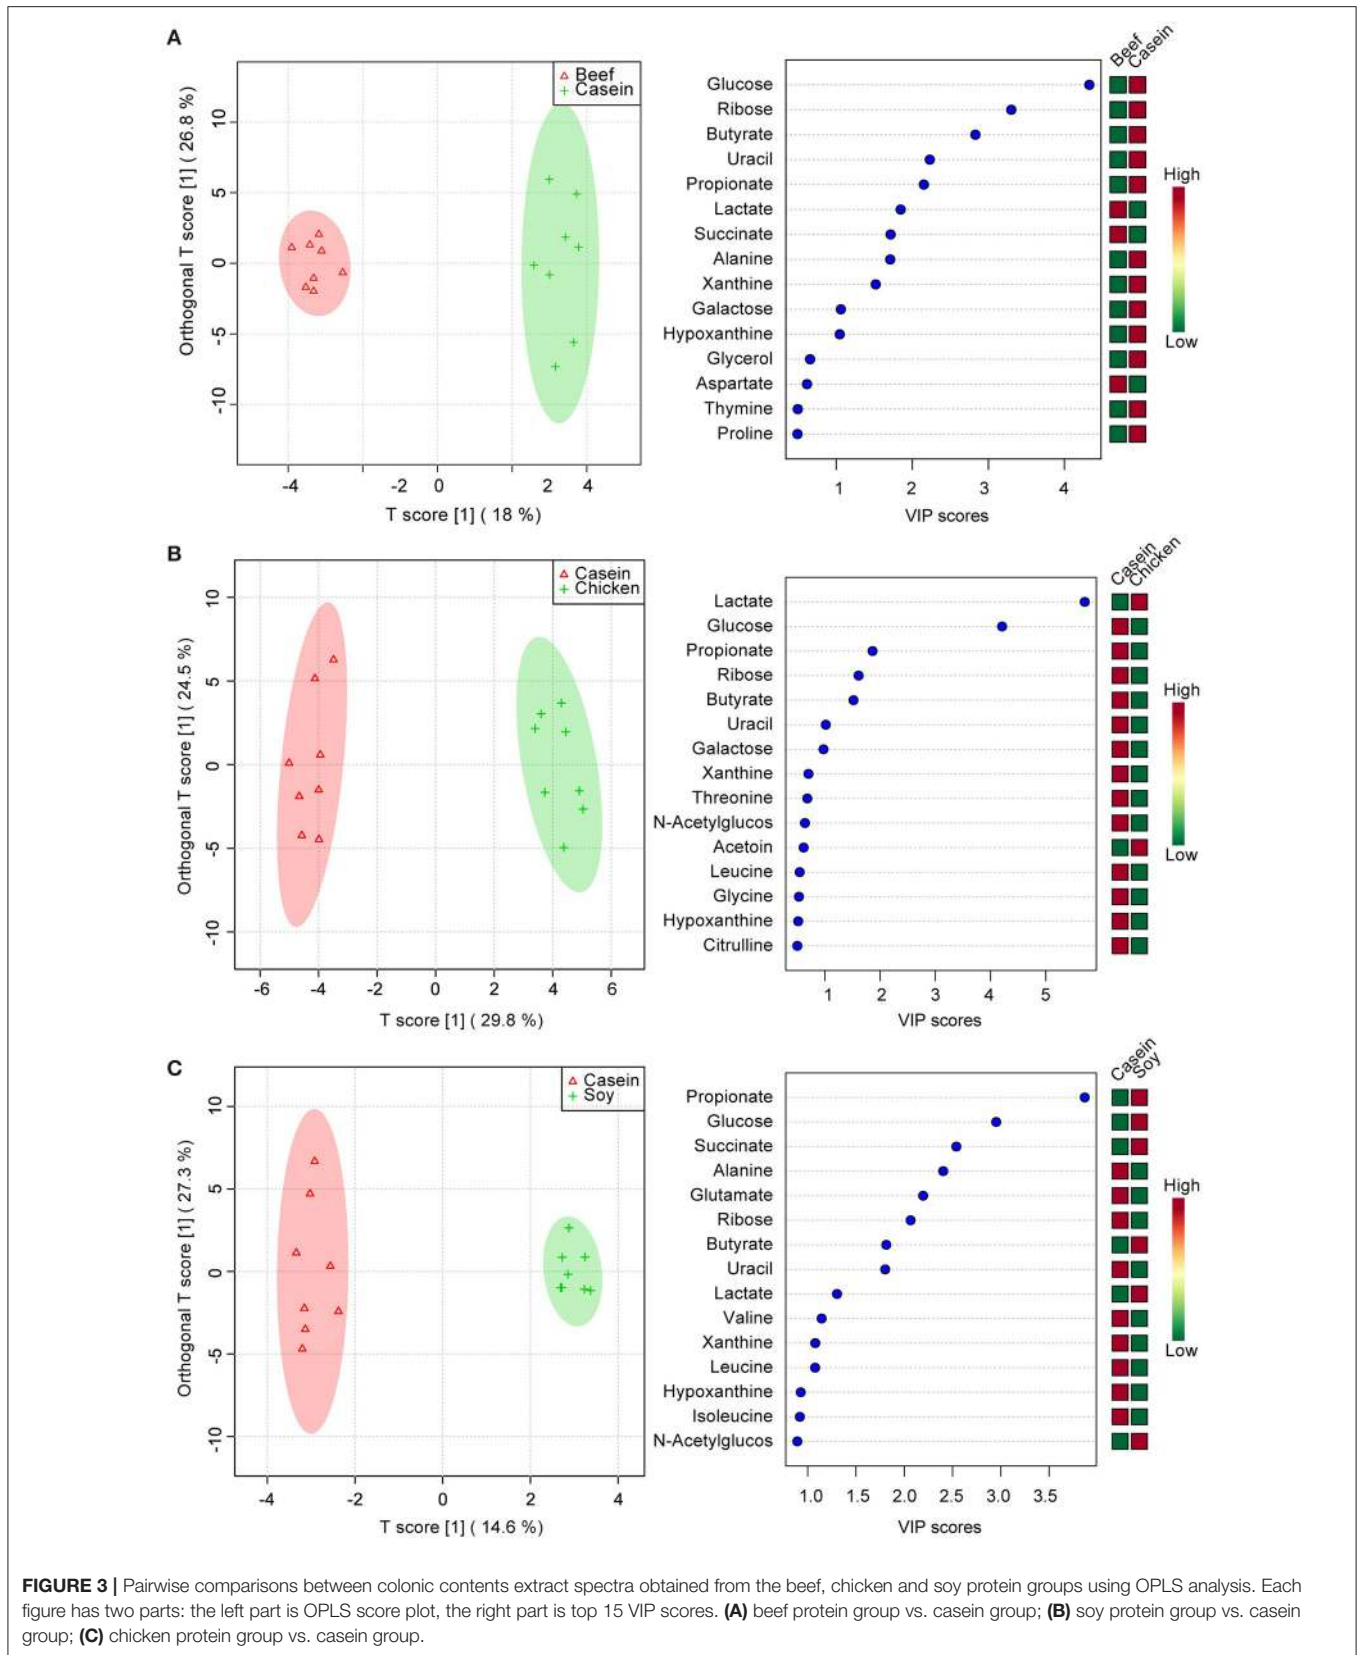 A
Beef
Casein
Orthogonal T score [1] ( 26.8 %)
10
5
0
-5
-10
-4 -2 0 2 4
T score [1] ( 18 %)
Beef
Casein
Glucose
Ribose
Butyrate
Uracil
Propionate
Lactate
Succinate
Alanine
Xanthine
Galactose
Hypoxanthine
Glycerol
Aspartate
Thymine
Proline
1 2 3 4
VIP scores
High
Low
B
Casein
Chicken
Orthogonal T score [1] ( 24.5 %)
10
5
0
-5
-10
-6 -4 -2 0 2 4 6
T score [1] ( 29.8 %)
Casein
Chicken
Lactate
Glucose
Propionate
Ribose
Butyrate
Uracil
Galactose
Xanthine
Threonine
N-Acetylglucos
Acetoin
Leucine
Glycine
Hypoxanthine
Citrulline
1 2 3 4 5
VIP scores
High
Low
C
Casein
Soy
Orthogonal T score [1] ( 27.3 %)
10
5
0
-5
-10
-4 -2 0 2 4
T score [1] ( 14.6 %)
Casein
Soy
Propionate
Glucose
Succinate
Alanine
Glutamate
Ribose
Butyrate
Uracil
Lactate
Valine
Xanthine
Leucine
Hypoxanthine
Isoleucine
N-Acetylglucos
1.0 1.5 2.0 2.5 3.0 3.5
VIP scores
High
Low
FIGURE 3 | Pairwise comparisons between colonic contents extract spectra obtained from the beef, chicken and soy protein groups using OPLS analysis. Each
figure has two parts: the left part is OPLS score plot, the right part is top 15 VIP scores. (A) beef protein group vs. casein group; (B) soy protein group vs. casein
group; (C) chicken protein group vs. casein group.